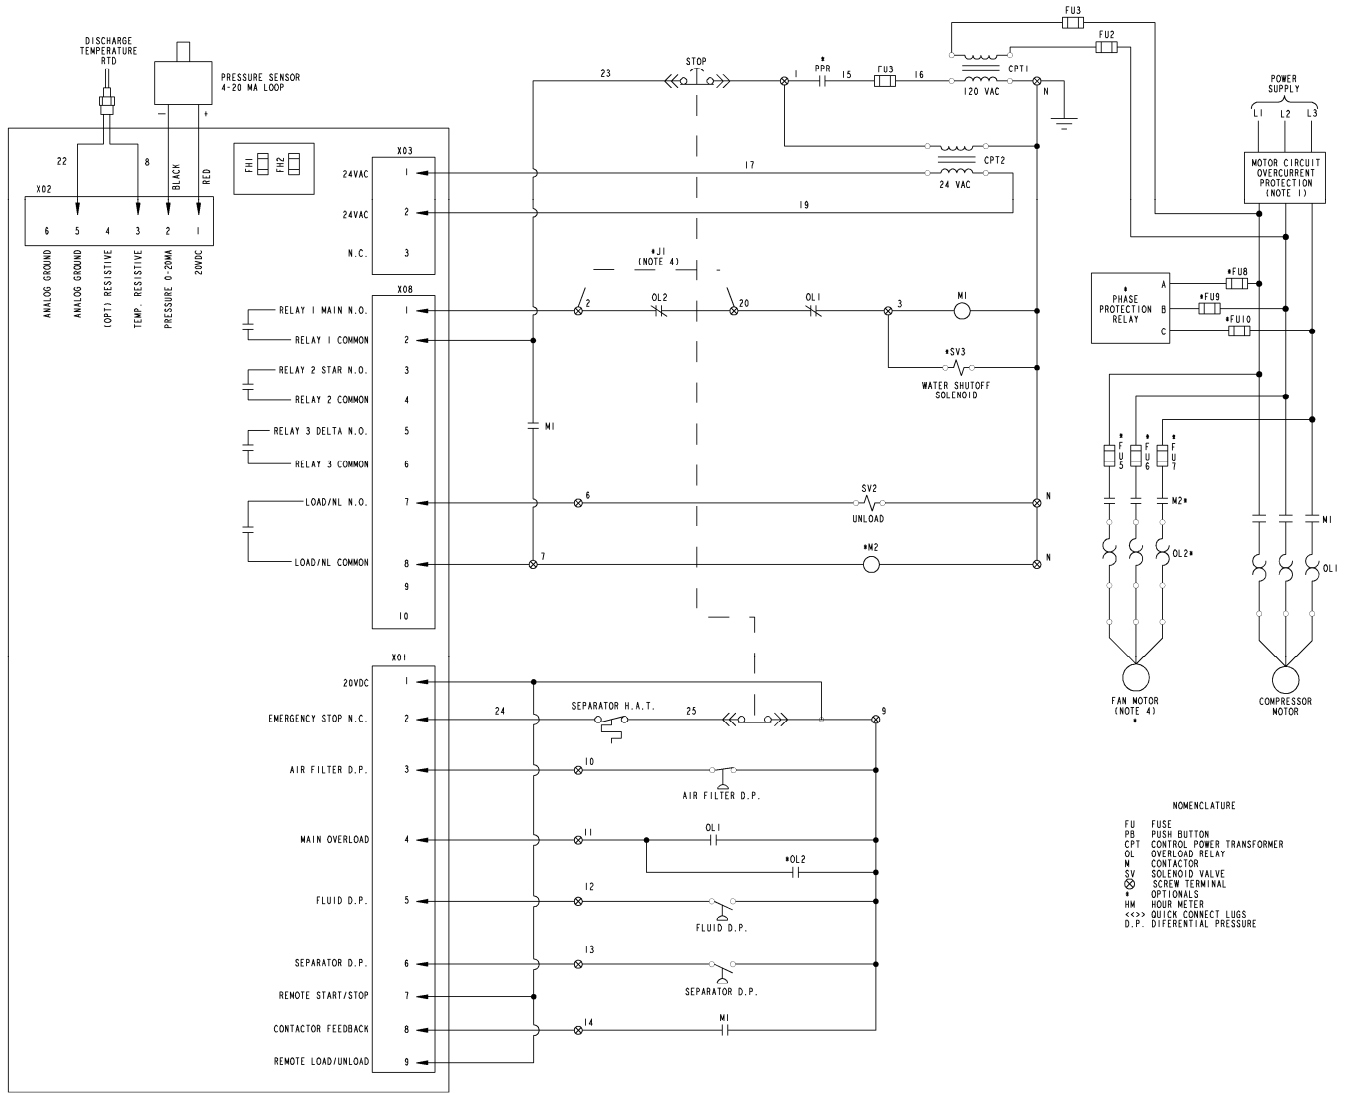 FU3
FU2
DISCHARGE
TEMPERATURE
RTD
PRESSURE SENSOR
4-20 MA LOOP
-
+
22
8
BLACK
RED
X02
6
5
4
3
2
1
ANALOG GROUND
ANALOG GROUND
(OPT) RESISTIVE
TEMP. RESISTIVE
PRESSURE 0-20MA
20VDC
FH1
FH2
STOP
23
1
*
PPR
15
FU3
16
CPT1
120 VAC
N
CPT2
24 VAC
17
19
X03
24VAC 1
24VAC 2
N.C. 3
POWER
SUPPLY
L1 L2 L3
MOTOR CIRCUIT
OVERCURRENT
PROTECTION
(NOTE 1)
*
PHASE
PROTECTION
RELAY
A
B
C
*FU8
*FU9
*FU10
*J1
(NOTE 4)
X08
RELAY 1 MAIN N.O. 1
RELAY 1 COMMON 2
RELAY 2 STAR N.O. 3
RELAY 2 COMMON 4
RELAY 3 DELTA N.O. 5
RELAY 3 COMMON 6
LOAD/NL N.O. 7
LOAD/NL COMMON 8
9
10
2
OL2
20
OL1
3
M1
*SV3
WATER SHUTOFF
SOLENOID
M1
6
SV2
UNLOAD
N
7
*M2
N
*
FU5
*
FU6
*
FU7
M2*
OL2*
M1
OL1
FAN MOTOR
(NOTE 4)
*
COMPRESSOR
MOTOR
X01
20VDC 1
EMERGENCY STOP N.C. 2
AIR FILTER D.P. 3
MAIN OVERLOAD 4
FLUID D.P. 5
SEPARATOR D.P. 6
REMOTE START/STOP 7
CONTACTOR FEEDBACK 8
REMOTE LOAD/UNLOAD 9
24
SEPARATOR H.A.T.
25
9
10
AIR FILTER D.P.
11
OL1
*OL2
12
FLUID D.P.
13
SEPARATOR D.P.
14
M1
NOMENCLATURE
FU FUSE
PB PUSH BUTTON
CPT CONTROL POWER TRANSFORMER
OL OVERLOAD RELAY
M CONTACTOR
SV SOLENOID VALVE
SCREW TERMINAL
* OPTIONALS
HM HOUR METER
<<>> QUICK CONNECT LUGS
D.P. DIFERENTIAL PRESSURE